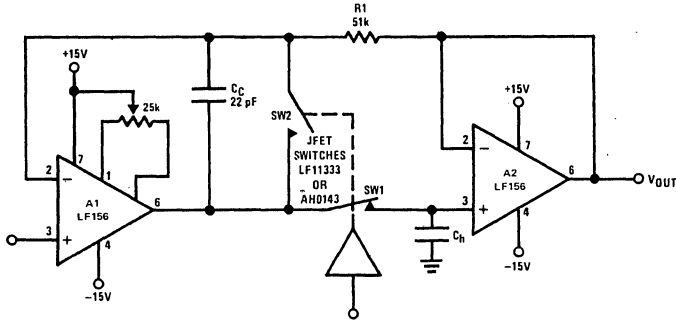 R1
51k
+15V
25k
CC
22 pF
SW2
JFET
SWITCHES
LF11333
OR
AH0143
SW1
+15V
2
7
1
A1
LF156
6
3
4
−15V
2
7
A2
LF156
6
VOUT
3
4
−15V
Ch